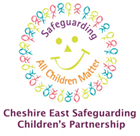 Safeguarding
All Children Matter
Cheshire East Safeguarding
Children's Partnership